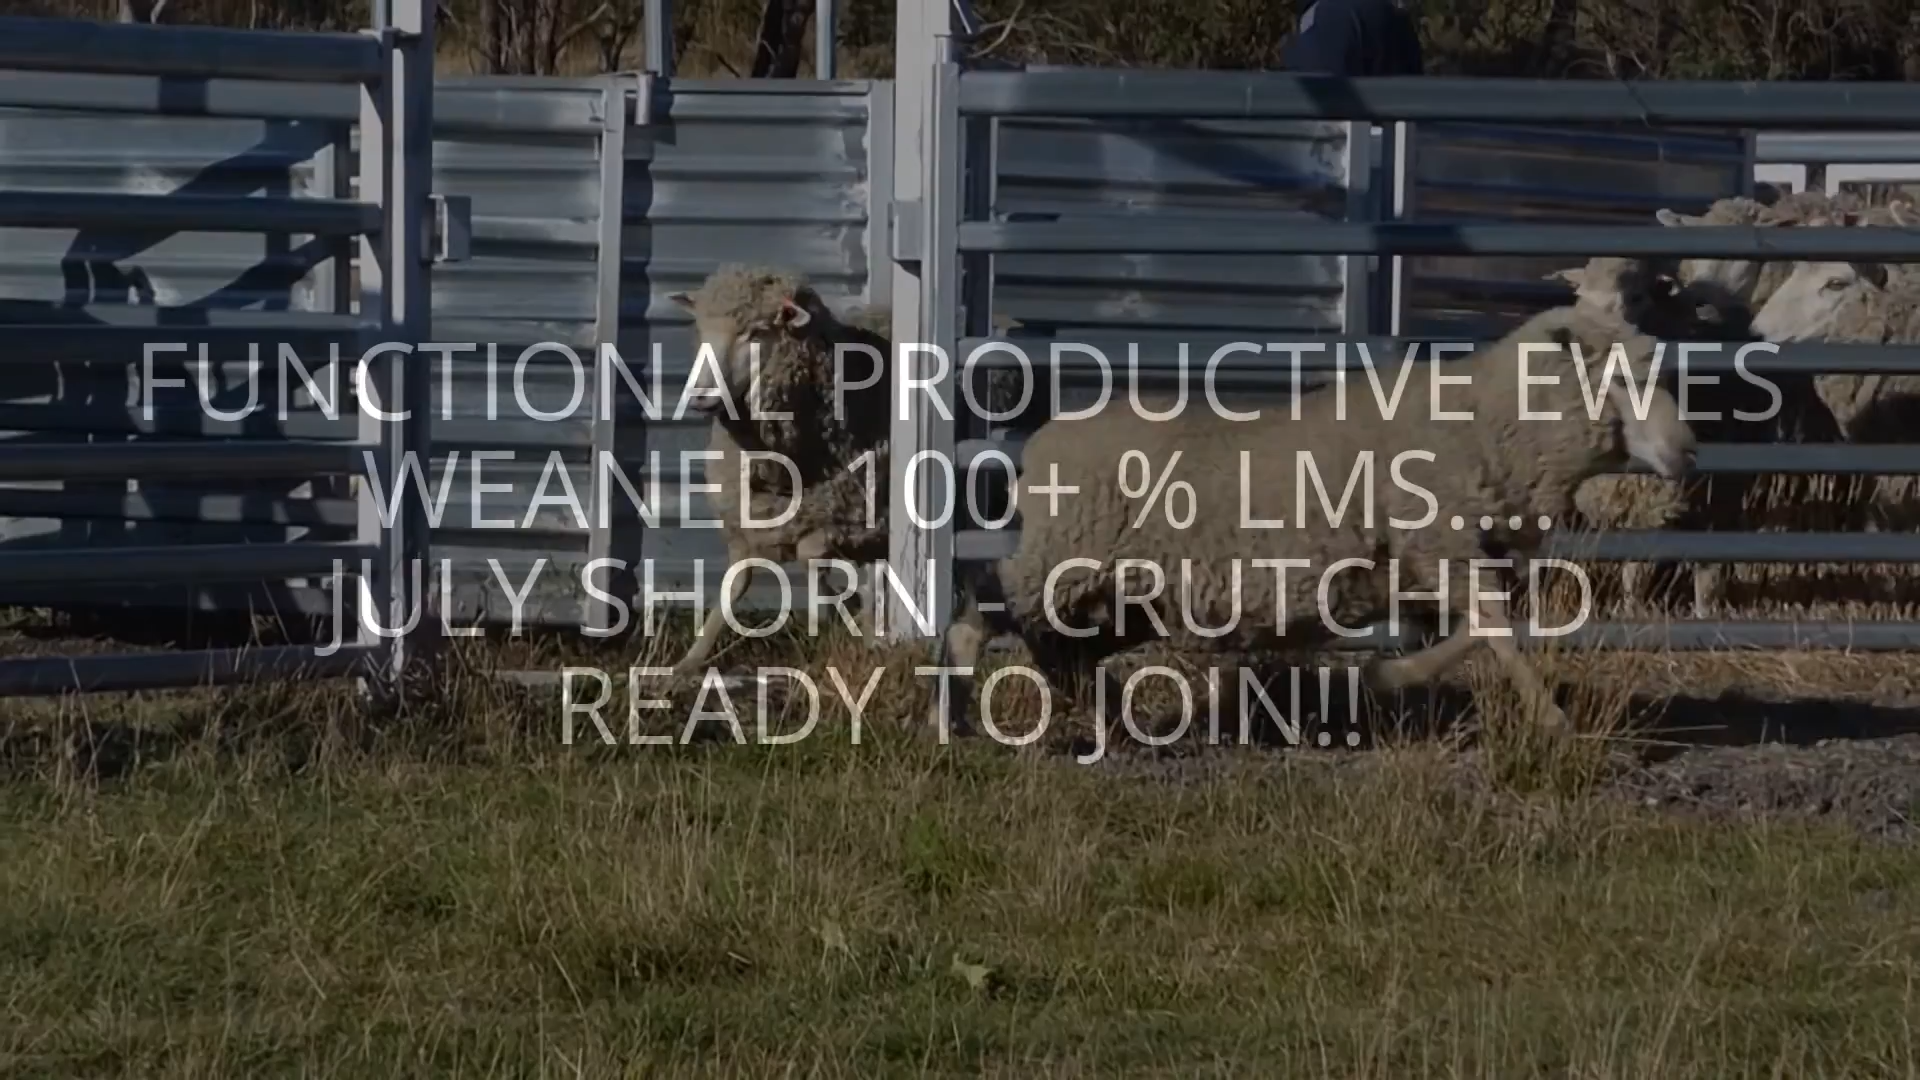 FUNCTIONAL PRODUCTIVE EWES
WEANED 100+ % LMS....
JULY SHORN - CRUTCHED
READY TO JOIN!!